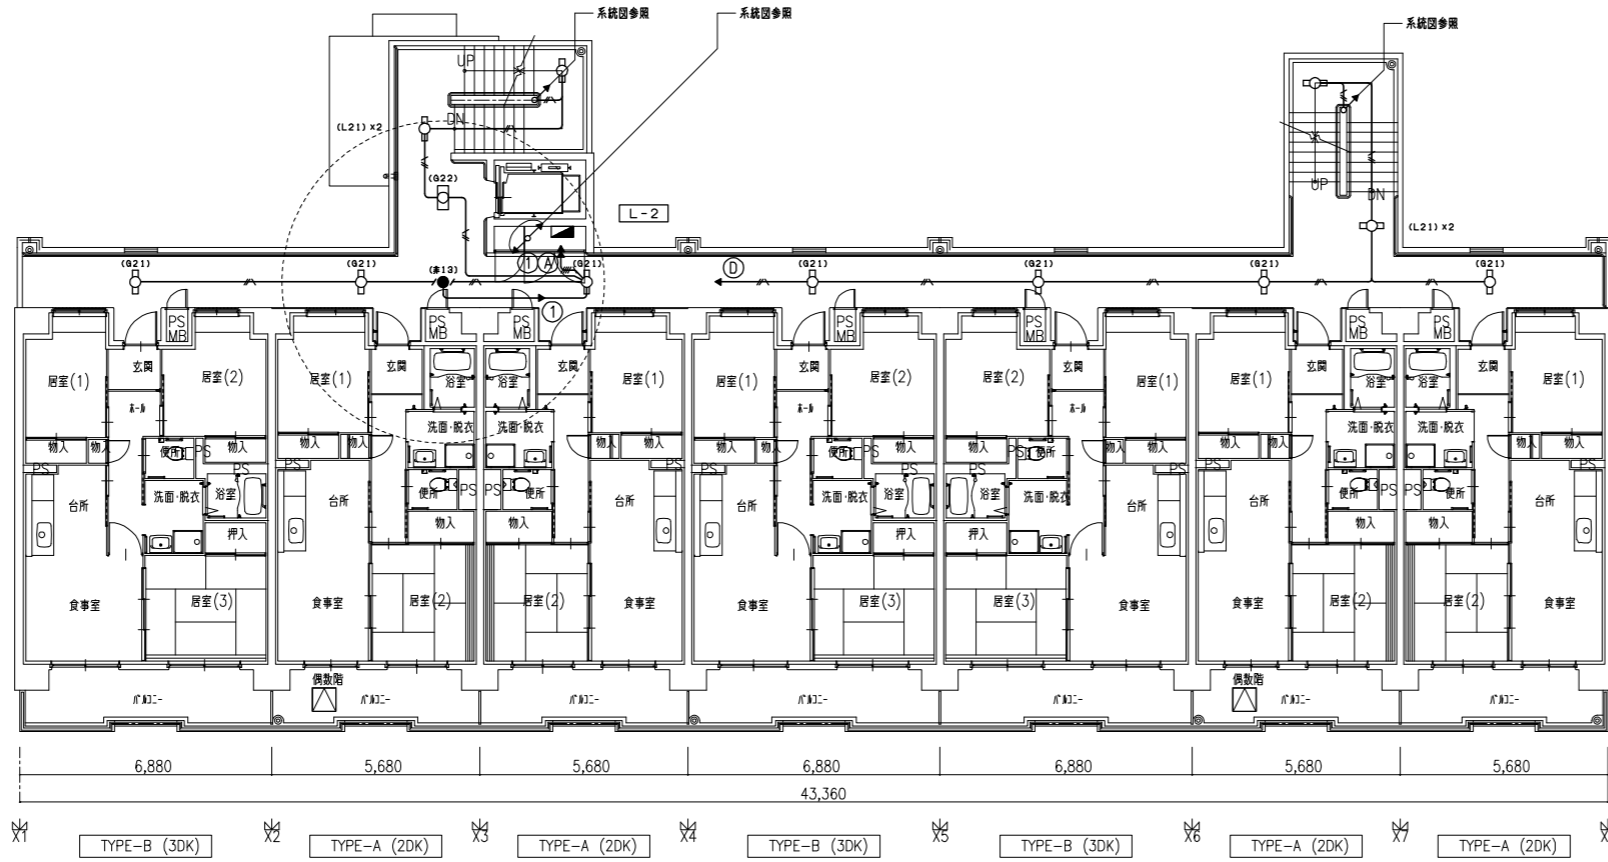 系統図参照
系統図参照
系統図参照
UP
DN
(L21)×2
(G22)
L-2
UP
DN
(L21)×2
(G21)
(G21)
(#13)
1
A
(G21)
D
(G21)
(G21)
(G21)
(G21)
1
PS
MB
PS
MB
PS
MB
PS
MB
PS
MB
PS
MB
PS
MB
居室(1)
玄関
居室(2)
居室(1)
玄関
浴室
浴室
玄関
居室(1)
居室(1)
玄関
居室(2)
居室(2)
玄関
居室(1)
居室(1)
玄関
浴室
浴室
玄関
居室(1)
ホール
洗面・脱衣
洗面・脱衣
ホール
ホール
洗面・脱衣
洗面・脱衣
物入
物入
便所
PS
物入
物入
物入
物入
物入
物入
物入
便所
PS
物入
物入
PS
便所
物入
物入
物入
物入
物入
物入
PS
台所
洗面・脱衣
PS
浴室
PS
台所
便所
PS
PS
便所
台所
PS
PS
台所
洗面・脱衣
PS
浴室
PS
浴室
洗面・脱衣
台所
PS
PS
台所
便所
PS
PS
便所
台所
PS
押入
物入
物入
押入
押入
物入
物入
食事室
居室(3)
食事室
居室(2)
居室(2)
食事室
食事室
居室(3)
居室(3)
食事室
食事室
居室(2)
居室(2)
食事室
偶数階
偶数階
バルコニー
バルコニー
バルコニー
バルコニー
バルコニー
バルコニー
バルコニー
6,880
5,680
5,680
6,880
6,880
5,680
5,680
43,360
X1
X2
X3
X4
X5
X6
X7
TYPE-B (3DK)
TYPE-A (2DK)
TYPE-A (2DK)
TYPE-B (3DK)
TYPE-B (3DK)
TYPE-A (2DK)
TYPE-A (2DK)